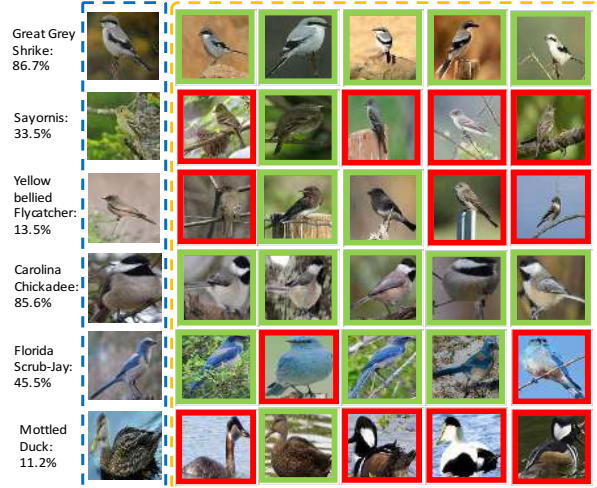 Great Grey
Shrike:
86.7%
Sayornis:
33.5%
Yellow
bellied
Flycatcher:
13.5%
Carolina
Chickadee:
85.6%
Florida
Scrub-Jay:
45.5%
Mottled
Duck:
11.2%